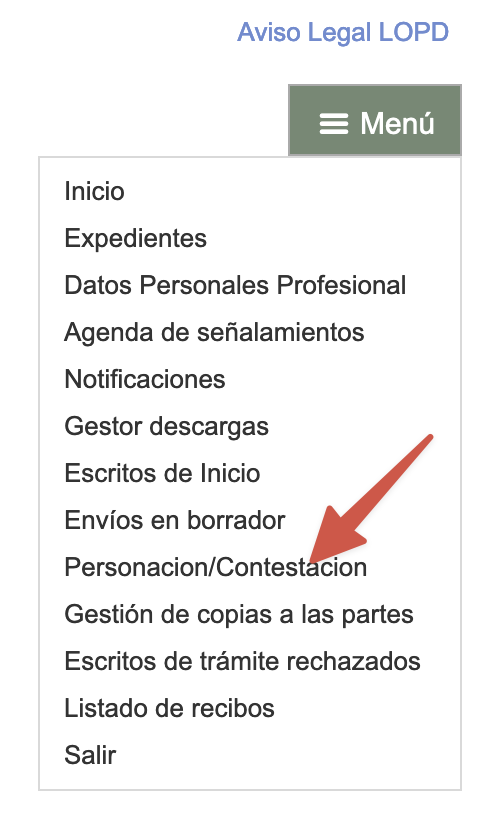 Aviso Legal LOPD
Menú
Inicio
Expedientes
Datos Personales Profesional
Agenda de señalamientos
Notificaciones
Gestor descargas
Escritos de Inicio
Envíos en borrador
Personacion/Contestacion
Gestión de copias a las partes
Escritos de trámite rechazados
Listado de recibos
Salir